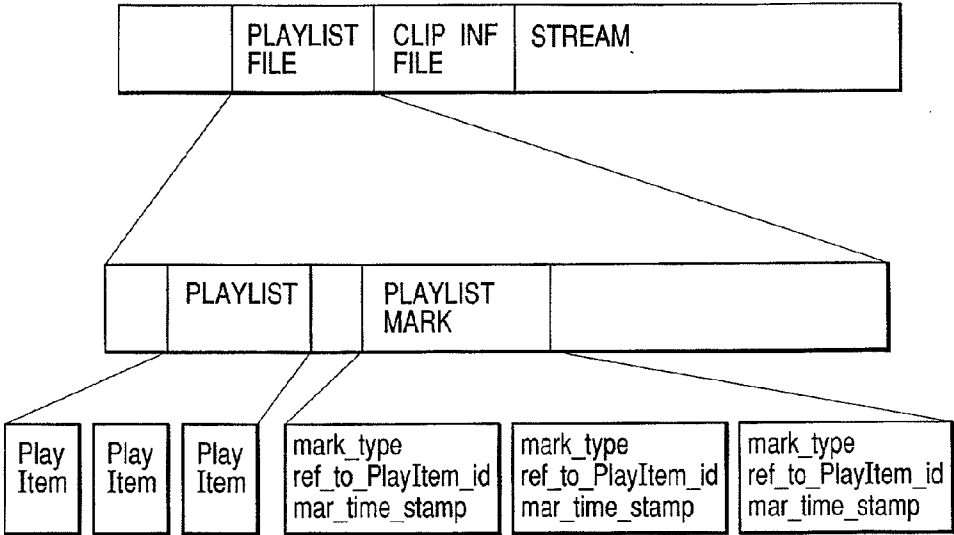 PLAYLIST FILE
CLIP INF FILE
STREAM
PLAYLIST
PLAYLIST MARK
Play Item
Play Item
Play Item
mark_type
ref_to_PlayItem_id
mar_time_stamp
mark_type
ref_to_PlayItem_id
mar_time_stamp
mark_type
ref_to_PlayItem_id
mar_time_stamp